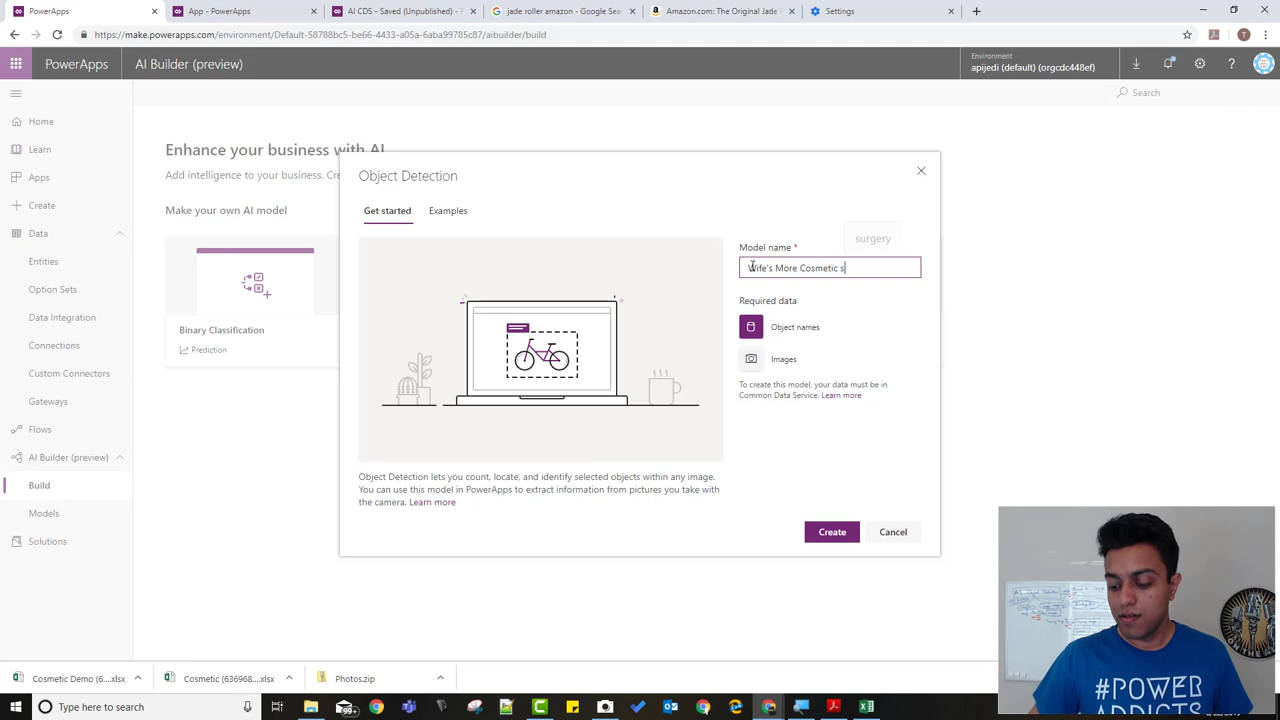 PowerApps
App - PowerApps
AI CDS - Saved (Unpublished) - P
jade roller amazon - Google Sea
Amazon.com: The Original Jade R
Settings
https://make.powerapps.com/environment/Default-58788bc5-be66-4433-a05a-6aba99785c87/aibuilder/build
PowerApps
AI Builder (preview)
Environment
apijedi (default) (orgcdc448ef)
Search
Home
Learn
Apps
Create
Data
Entities
Option Sets
Data Integration
Connections
Custom Connectors
Gateways
Flows
AI Builder (preview)
Build
Models
Solutions
Enhance your business with AI
Add intelligence to your business. Cre
Make your own AI model
Binary Classification
Prediction
Object Detection
Get started
Examples
surgery
Model name *
Wife's More Cosmetic s
Required data
Object names
Images
To create this model, your data must be in
Common Data Service. Learn more
Object Detection lets you count, locate, and identify selected objects within any image.
You can use this model in PowerApps to extract information from pictures you take with
the camera. Learn more
Create
Cancel
#POWER
ADDICTS
ON THE
Cosmetic Demo (6....xlsx
Cosmetic (636968....xlsx
Photos.zip
Type here to search
99+